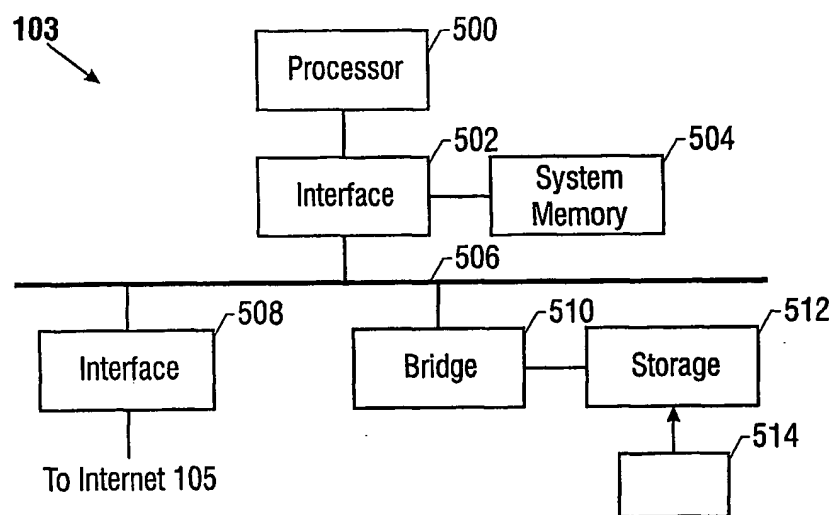 103
500
Processor
502
Interface
504
System
Memory
506
508
Interface
510
Bridge
512
Storage
514
To Internet 105